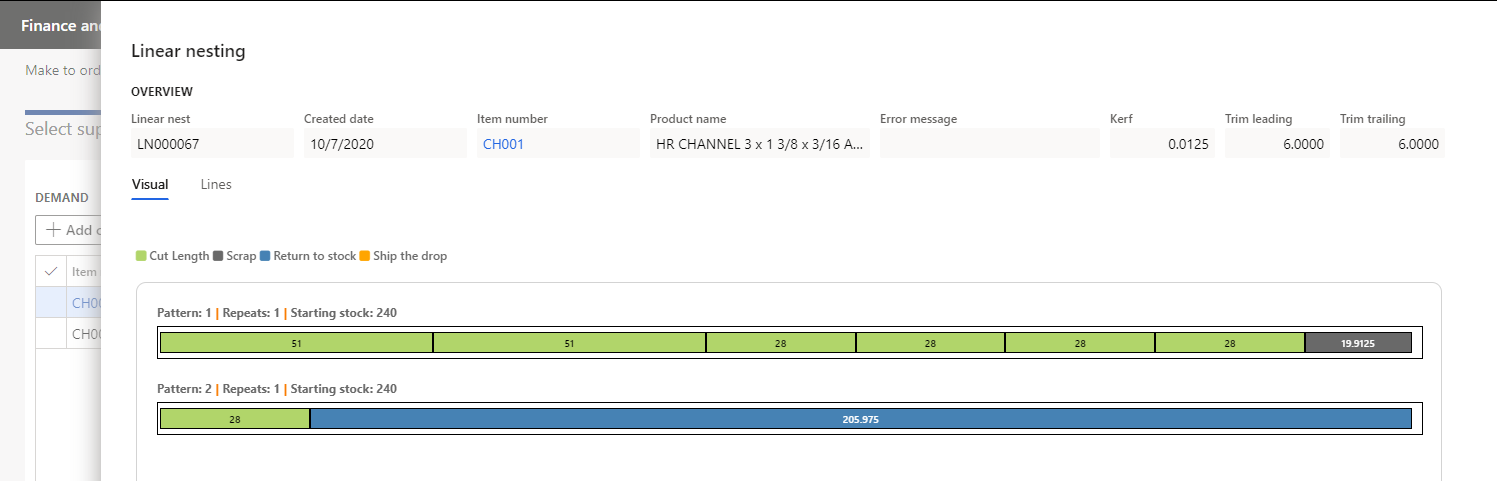 Finance and
Linear nesting
Make to ord
OVERVIEW
Linear nest Created date Item number Product name Error message Kerf Trim leading Trim trailing
Select sup
LN000067 10/7/2020 CH001 HR CHANNEL 3 x 1 3/8 x 3/16 A... 0.0125 6.0000 6.0000
Visual Lines
DEMAND
Add
Cut Length Scrap Return to stock Ship the drop
Item
CH00
Pattern: 1 | Repeats: 1 | Starting stock: 240
CH00
51 51 28 28 28 28 19.9125
Pattern: 2 | Repeats: 1 | Starting stock: 240
28 205.975